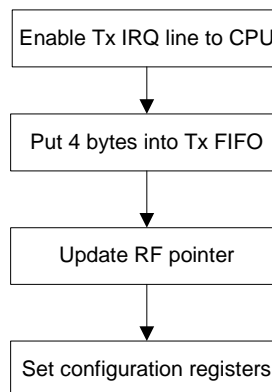 Enable Tx IRQ line to CPU
Put 4 bytes into Tx FIFO
Update RF pointer
Set configuration registers